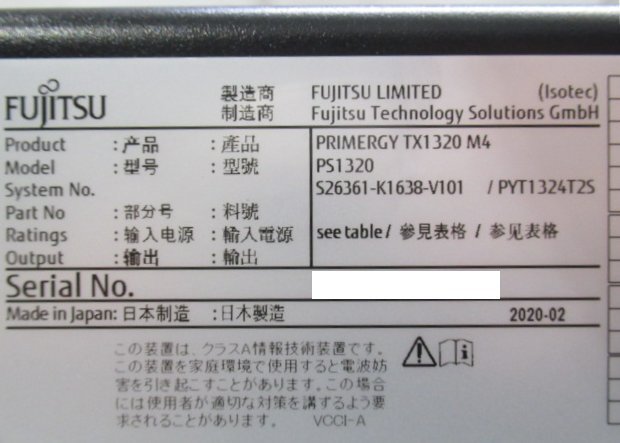 FUJITSU 製造商 FUJITSU LIMITED (Isotec)
制造商 Fujitsu Technology Solutions GmbH
Product :产品 :產品 PRIMERGY TX1320 M4
Model :型号 :型號 PS1320
System No. S26361-K1638-V101 / PYT1324T2S
Part No :部分号 :料號
Ratings :输入电源 :輸入電源 see table / 參見表格 / 参见表格
Output :输出 :輸出
Serial No.
Made in Japan:日本制造 :日本製造 2020-02
この装置は、クラスA情報技術装置です。
この装置を家庭環境で使用すると電波妨
害を引き起こすことがあります。この場合
には使用者が適切な対策を講ずるよう要
求されることがあります。 VCCI-A